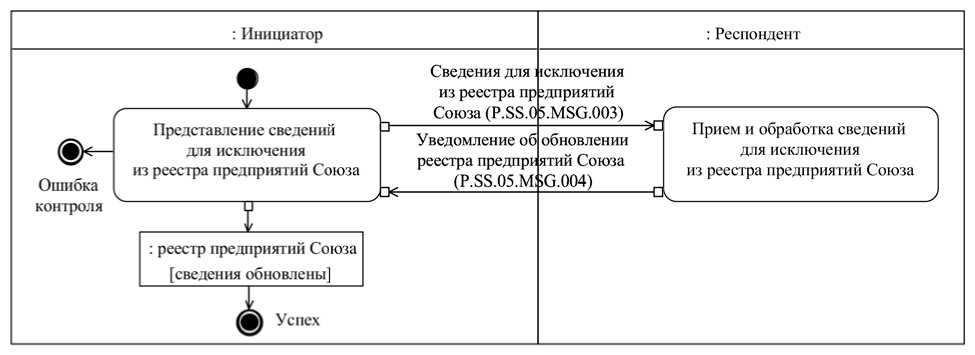 : Инициатор
: Респондент
Сведения для исключения
из реестра предприятий
Союза (P.SS.05.MSG.003)
Представление сведений
для исключения
из реестра предприятий Союза
Уведомление об обновлении
реестра предприятий Союза
(P.SS.05.MSG.004)
Прием и обработка сведений
для исключения
из реестра предприятий Союза
Ошибка
контроля
: реестр предприятий Союза
[сведения обновлены]
Успех